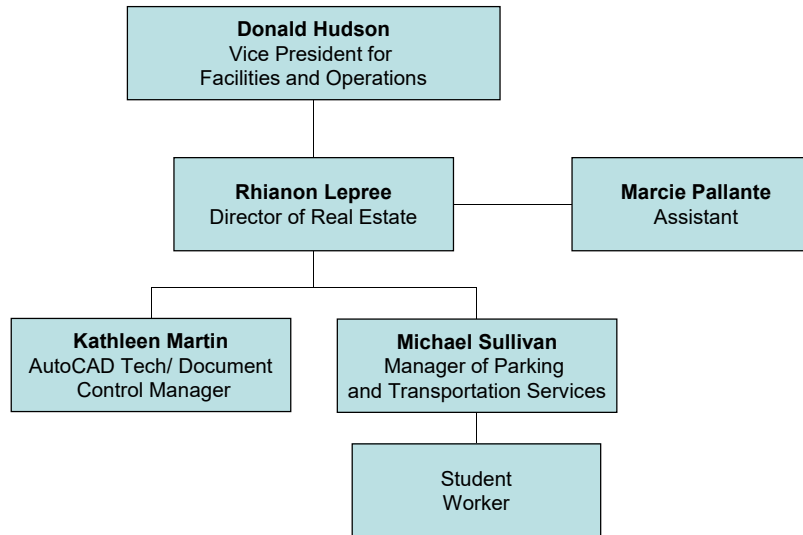 Donald Hudson
Vice President for
Facilities and Operations
Rhianon Lepree
Director of Real Estate
Marcie Pallante
Assistant
Kathleen Martin
AutoCAD Tech/ Document
Control Manager
Michael Sullivan
Manager of Parking
and Transportation Services
Student
Worker